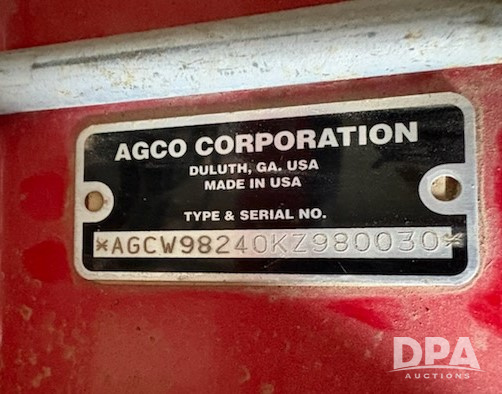 AGCO CORPORATION
DULUTH, GA. USA
MADE IN USA
TYPE & SERIAL NO.
*AGCW98240KZ980030*
DPA
AUCTIONS